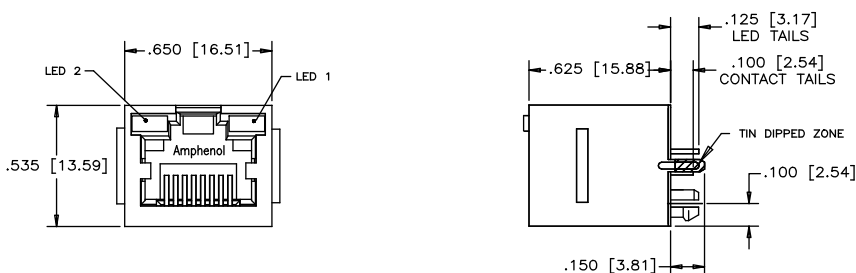 .650 [16.51]
LED 2
LED 1
.535 [13.59]
Amphenol
.125 [3.17]
LED TAILS
.625 [15.88]
.100 [2.54]
CONTACT TAILS
TIN DIPPED ZONE
.100 [2.54]
.150 [3.81]